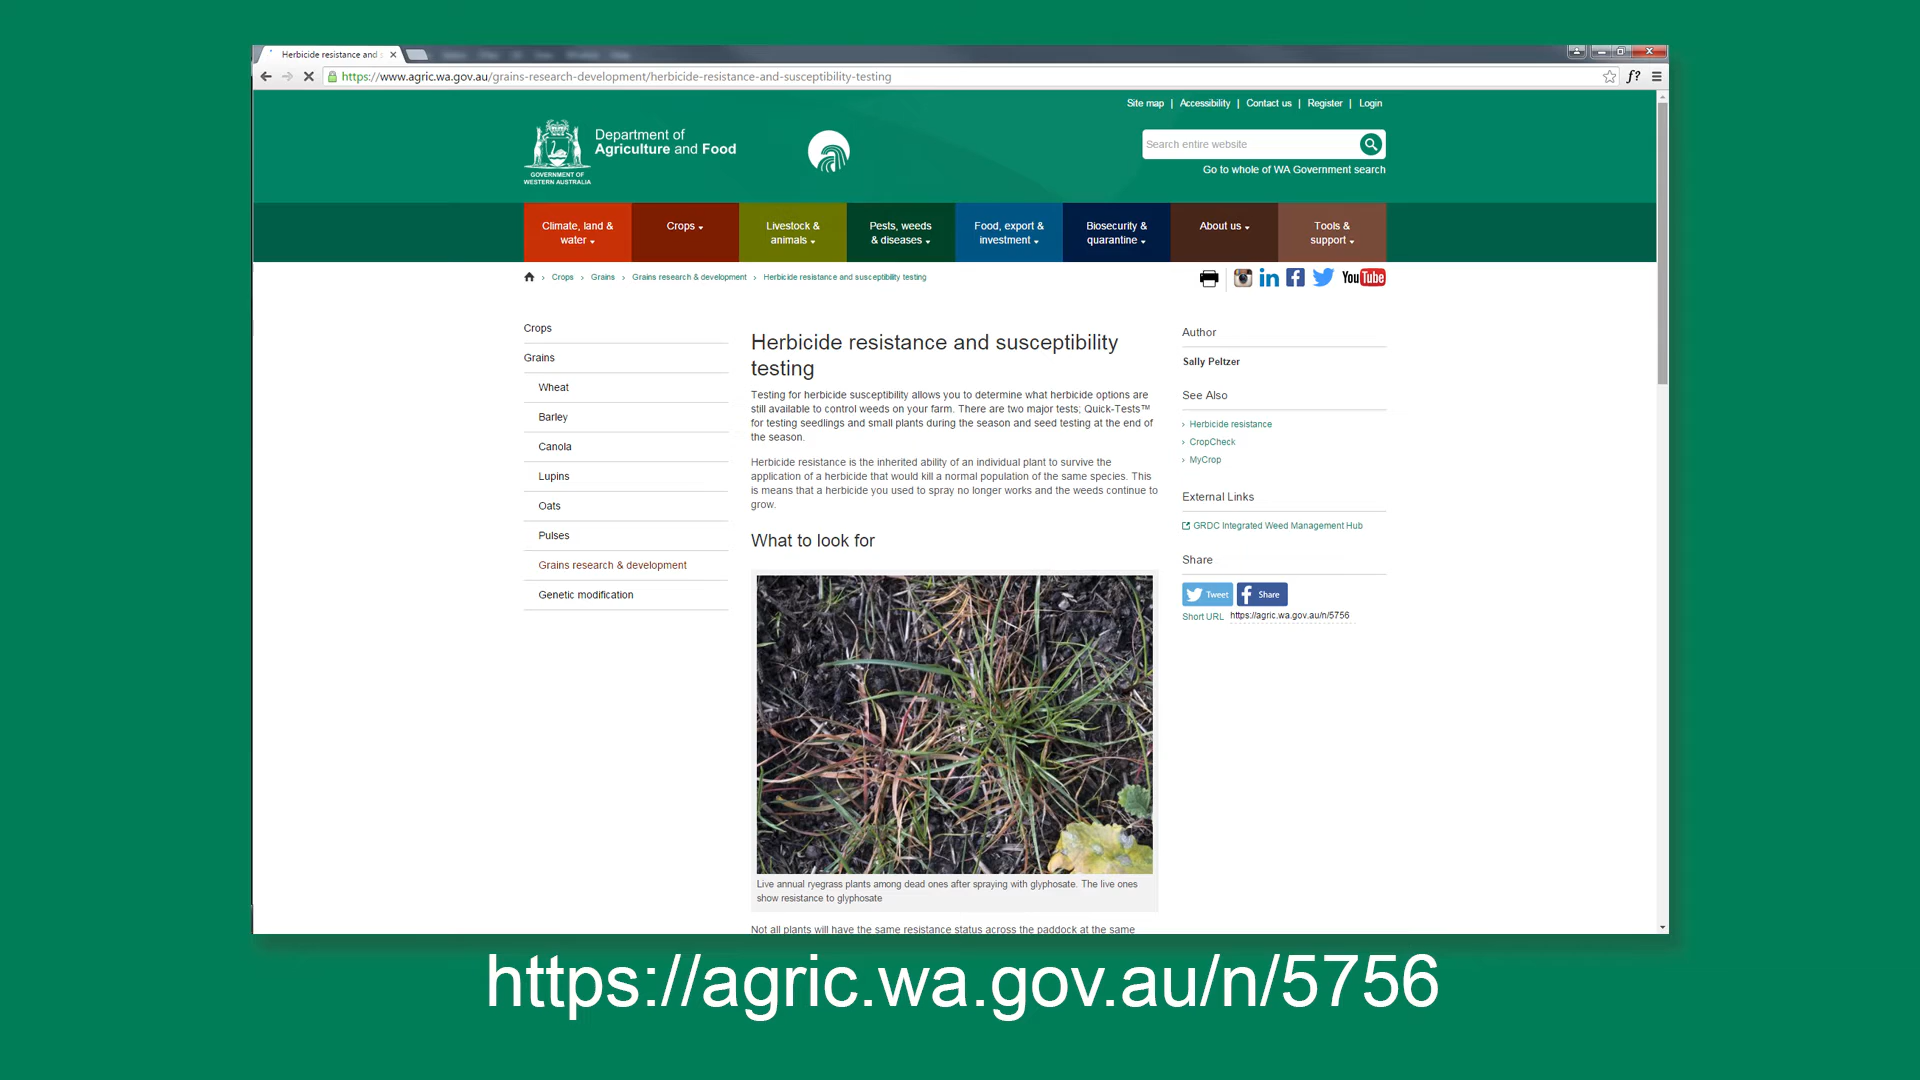 Herbicide resistance and
https://www.agric.wa.gov.au/grains-research-development/herbicide-resistance-and-susceptibility-testing
f?
Site map | Accessibility | Contact us | Register | Login
Department of
Agriculture and Food
GOVERNMENT OF
WESTERN AUSTRALIA
Search entire website
Go to whole of WA Government search
Climate, land &
water
Crops
Livestock &
animals
Pests, weeds
& diseases
Food, export &
investment
Biosecurity &
quarantine
About us
Tools &
support
Crops › Grains › Grains research & development › Herbicide resistance and susceptibility testing
in
f
YouTube
Crops
Grains
Wheat
Barley
Canola
Lupins
Oats
Pulses
Grains research & development
Genetic modification
Herbicide resistance and susceptibility
testing
Testing for herbicide susceptibility allows you to determine what herbicide options are
still available to control weeds on your farm. There are two major tests; Quick-Tests™
for testing seedlings and small plants during the season and seed testing at the end of
the season.
Herbicide resistance is the inherited ability of an individual plant to survive the
application of a herbicide that would kill a normal population of the same species. This
is means that a herbicide you used to spray no longer works and the weeds continue to
grow.
What to look for
Live annual ryegrass plants among dead ones after spraying with glyphosate. The live ones
show resistance to glyphosate
Not all plants will have the same resistance status across the paddock at the same
Author
Sally Peltzer
See Also
› Herbicide resistance
› CropCheck
› MyCrop
External Links
GRDC Integrated Weed Management Hub
Share
Tweet
f Share
Short URL https://agric.wa.gov.au/n/5756
https://agric.wa.gov.au/n/5756